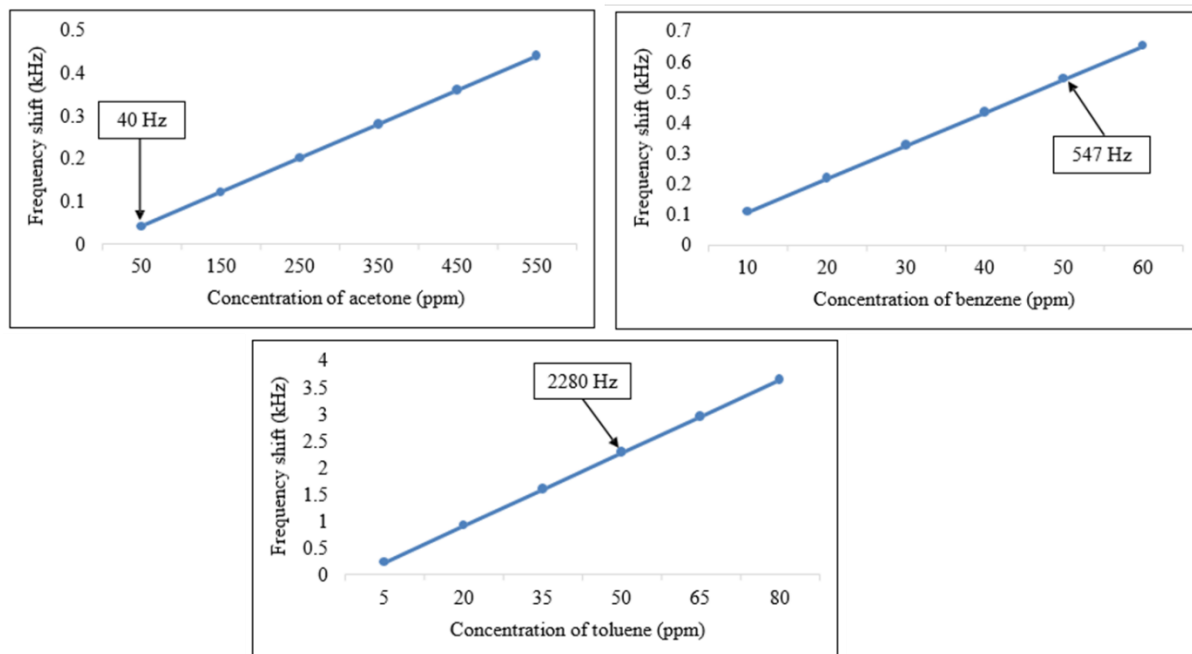 Frequency shift (kHz)
0.5
0.4
0.3
0.2
0.1
0
40 Hz
50 150 250 350 450 550
Concentration of acetone (ppm)
Frequency shift (kHz)
0.7
0.6
0.5
0.4
0.3
0.2
0.1
0
547 Hz
10 20 30 40 50 60
Concentration of benzene (ppm)
Frequency shift (kHz)
4
3.5
3
2.5
2
1.5
1
0.5
0
2280 Hz
5 20 35 50 65 80
Concentration of toluene (ppm)